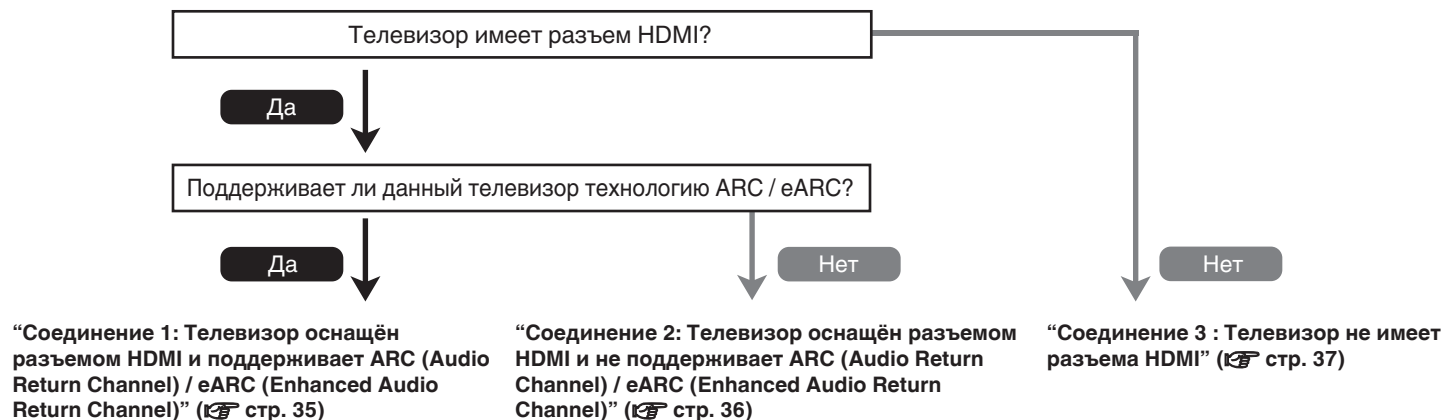 Телевизор имеет разъем HDMI?
Да
Поддерживает ли данный телевизор технологию ARC / eARC?
Да
Нет
Нет
“Соединение 1: Телевизор оснащён
разъемом HDMI и поддерживает ARC (Audio
Return Channel) / eARC (Enhanced Audio
Return Channel)” (☞ стр. 35)
“Соединение 2: Телевизор оснащён разъемом
HDMI и не поддерживает ARC (Audio Return
Channel) / eARC (Enhanced Audio Return
Channel)” (☞ стр. 36)
“Соединение 3 : Телевизор не имеет
разъема HDMI” (☞ стр. 37)